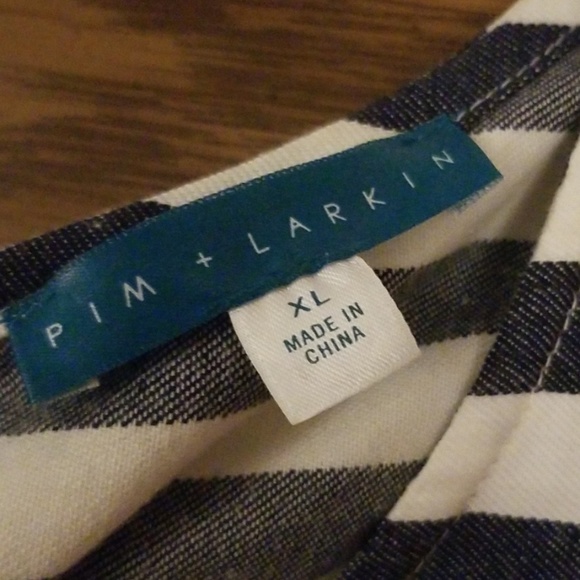 PIM + LARKIN
XL
MADE IN
CHINA